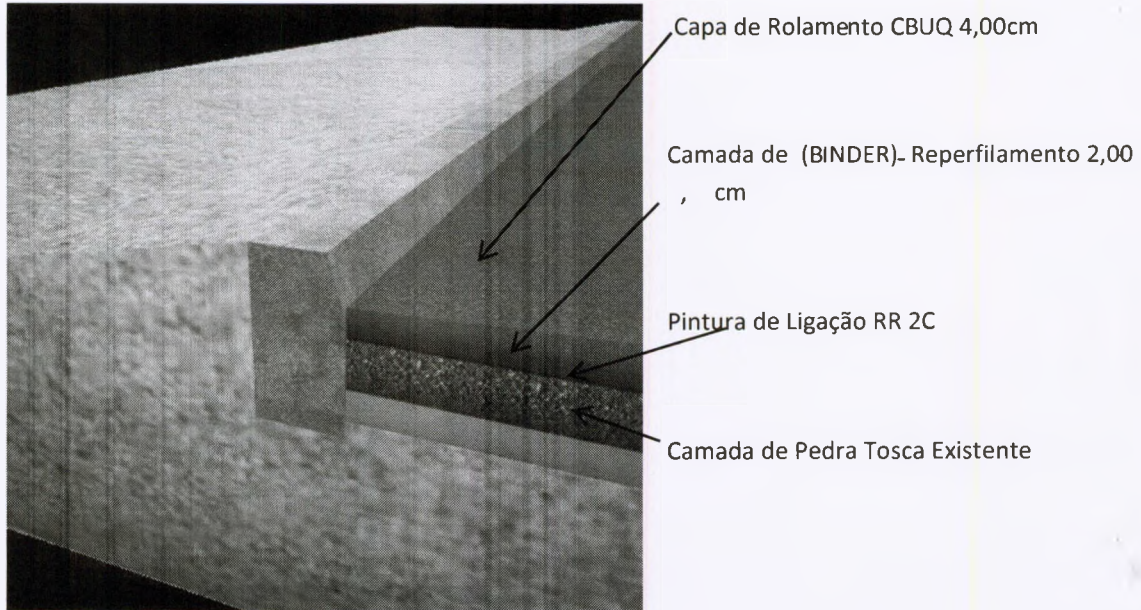 Capa de Rolamento CBUQ 4,00cm
Camada de (BINDER)- Reperfilamento 2,00
, cm
Pintura de Ligação RR 2C
Camada de Pedra Tosca Existente